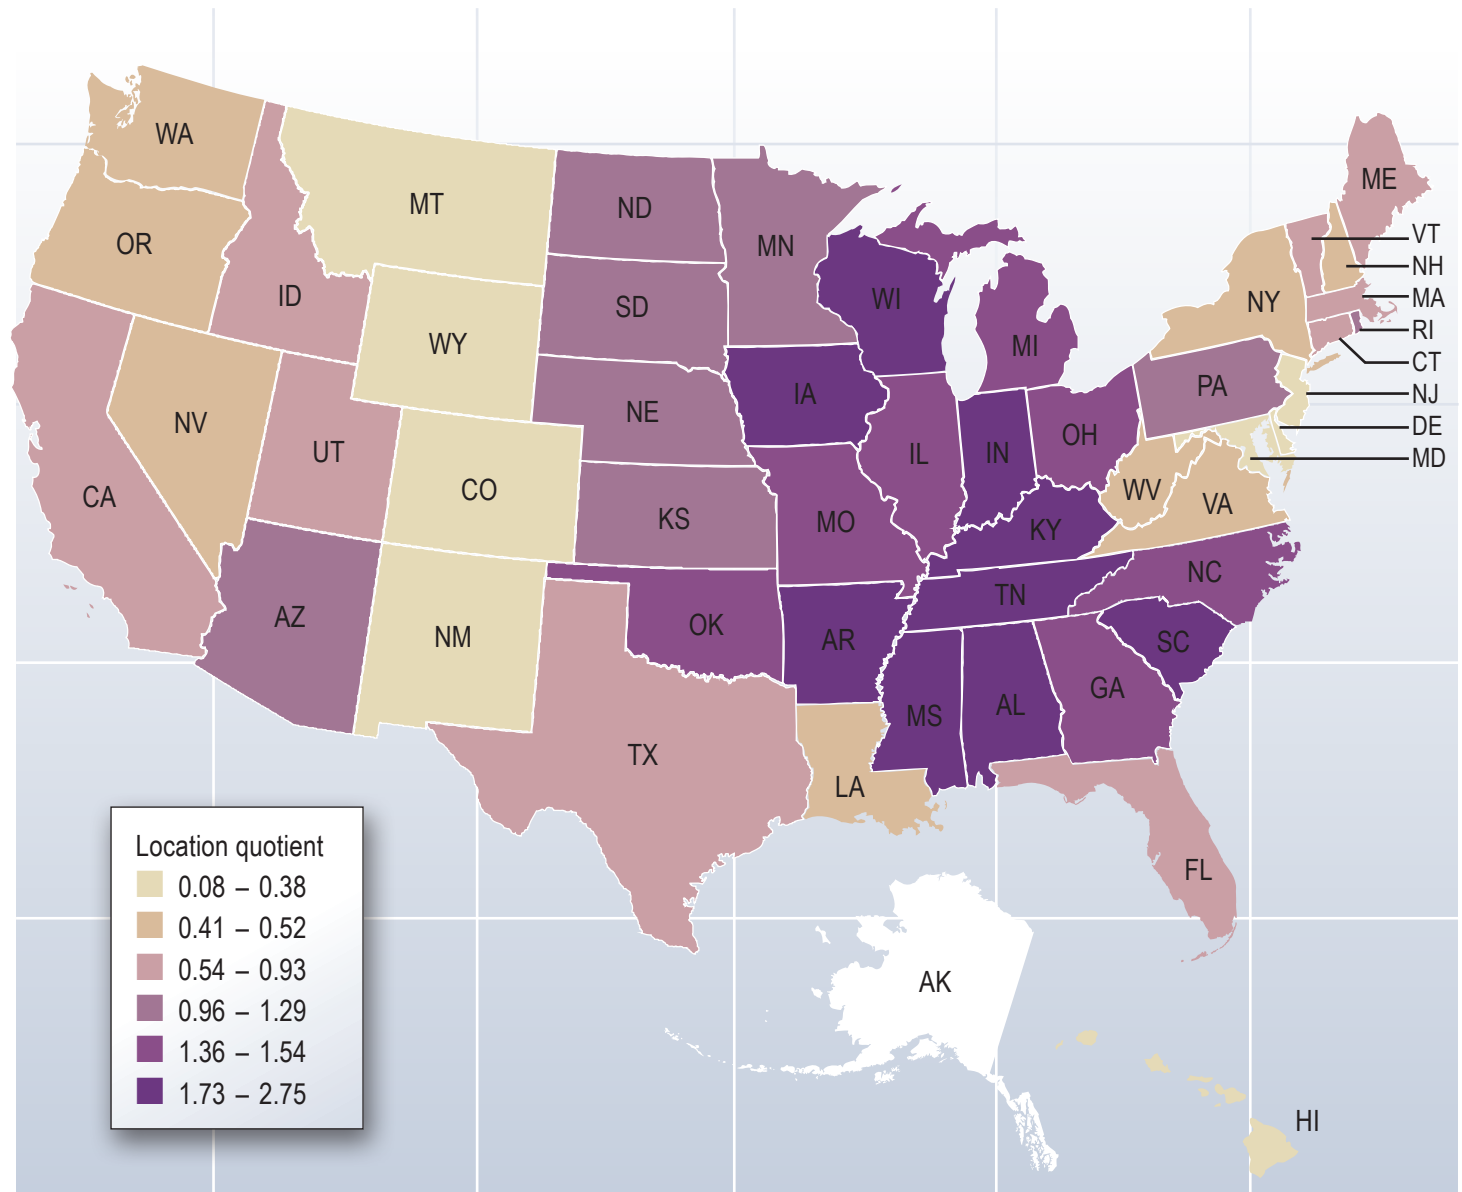 WA
MT
ND
MN
ME
VT
NH
MA
RI
CT
NJ
DE
MD
OR
ID
SD
WI
NY
WY
MI
PA
NV
UT
CO
NE
IA
IL
IN
OH
WV
VA
CA
KS
MO
KY
NC
AZ
NM
OK
AR
TN
SC
TX
LA
MS
AL
GA
FL
AK
HI
Location quotient
0.08 – 0.38
0.41 – 0.52
0.54 – 0.93
0.96 – 1.29
1.36 – 1.54
1.73 – 2.75